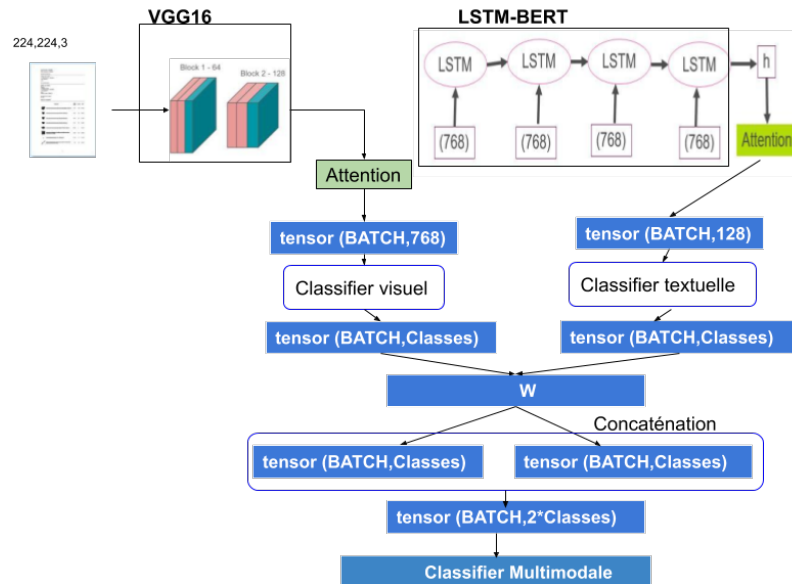 VGG16
LSTM-BERT
224,224,3
Block 1 - 64
Block 2 - 128
LSTM
LSTM
LSTM
LSTM
h
(768)
(768)
(768)
(768)
Attention
Attention
tensor (BATCH,768)
tensor (BATCH,128)
Classifier visuel
Classifier textuelle
tensor (BATCH,Classes)
tensor (BATCH,Classes)
W
Concaténation
tensor (BATCH,Classes)
tensor (BATCH,Classes)
tensor (BATCH,2*Classes)
Classifier Multimodale